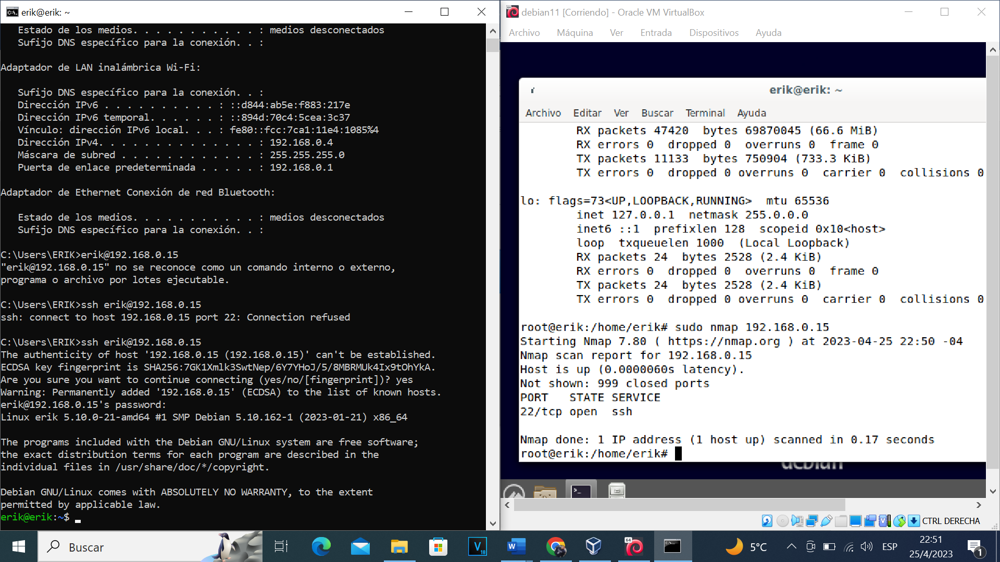 erik@erik: ~
Estado de los medios. . . . . . . . . . . : medios desconectados
Sufijo DNS específico para la conexión. . :
Adaptador de LAN inalámbrica Wi-Fi:
Sufijo DNS específico para la conexión. . :
Dirección IPv6 . . . . . . . . . . : ::d844:ab5e:f883:217e
Dirección IPv6 temporal. . . . . . : ::894d:70c4:5cea:3c37
Vínculo: dirección IPv6 local. . . : fe80::fcc:7ca1:11e4:1085%4
Dirección IPv4. . . . . . . . . . . . . . : 192.168.0.4
Máscara de subred . . . . . . . . . . . . : 255.255.255.0
Puerta de enlace predeterminada . . . . . : 192.168.0.1
Adaptador de Ethernet Conexión de red Bluetooth:
Estado de los medios. . . . . . . . . . . : medios desconectados
Sufijo DNS específico para la conexión. . :
C:\Users\ERIK>erik@192.168.0.15
"erik@192.168.0.15" no se reconoce como un comando interno o externo,
programa o archivo por lotes ejecutable.
C:\Users\ERIK>ssh erik@192.168.0.15
ssh: connect to host 192.168.0.15 port 22: Connection refused
C:\Users\ERIK>ssh erik@192.168.0.15
The authenticity of host '192.168.0.15 (192.168.0.15)' can't be established.
ECDSA key fingerprint is SHA256:7GK1Xmlk3SwtNep/6Y7YHoJ/5/8MBRMUk4Ix9tOhYkA.
Are you sure you want to continue connecting (yes/no/[fingerprint])? yes
Warning: Permanently added '192.168.0.15' (ECDSA) to the list of known hosts.
erik@192.168.0.15's password:
Linux erik 5.10.0-21-amd64 #1 SMP Debian 5.10.162-1 (2023-01-21) x86_64
The programs included with the Debian GNU/Linux system are free software;
the exact distribution terms for each program are described in the
individual files in /usr/share/doc/*/copyright.
Debian GNU/Linux comes with ABSOLUTELY NO WARRANTY, to the extent
permitted by applicable law.
erik@erik:~$
debian11 [Corriendo] - Oracle VM VirtualBox
Archivo Máquina Ver Entrada Dispositivos Ayuda
erik@erik: ~
Archivo Editar Ver Buscar Terminal Ayuda
RX packets 47420 bytes 69870045 (66.6 MiB)
RX errors 0 dropped 0 overruns 0 frame 0
TX packets 11133 bytes 750904 (733.3 KiB)
TX errors 0 dropped 0 overruns 0 carrier 0 collisions 0
lo: flags=73<UP,LOOPBACK,RUNNING> mtu 65536
inet 127.0.0.1 netmask 255.0.0.0
inet6 ::1 prefixlen 128 scopeid 0x10<host>
loop txqueuelen 1000 (Local Loopback)
RX packets 24 bytes 2528 (2.4 KiB)
RX errors 0 dropped 0 overruns 0 frame 0
TX packets 24 bytes 2528 (2.4 KiB)
TX errors 0 dropped 0 overruns 0 carrier 0 collisions 0
root@erik:/home/erik# sudo nmap 192.168.0.15
Starting Nmap 7.80 ( https://nmap.org ) at 2023-04-25 22:50 -04
Nmap scan report for 192.168.0.15
Host is up (0.0000060s latency).
Not shown: 999 closed ports
PORT STATE SERVICE
22/tcp open ssh
Nmap done: 1 IP address (1 host up) scanned in 0.17 seconds
root@erik:/home/erik#
debian
CTRL DERECHA
Buscar
5°C
ESP
22:51
25/4/2023
1